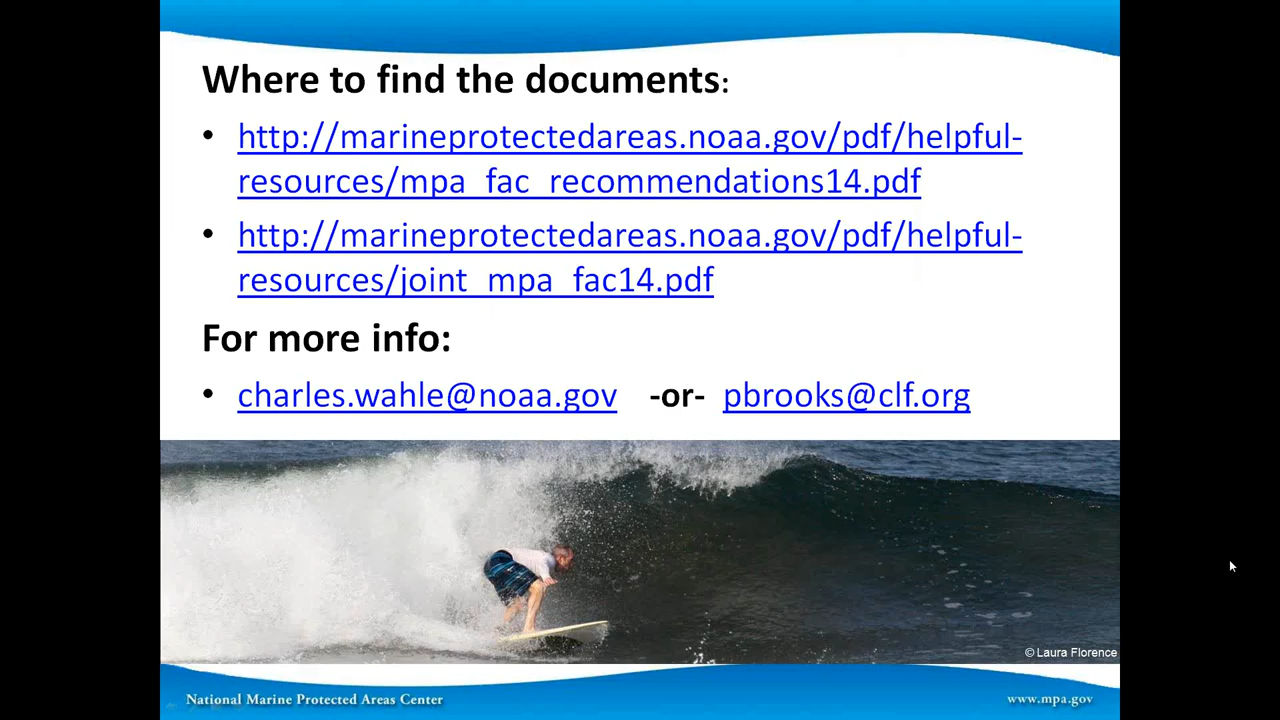 Where to find the documents:
• http://marineprotectedareas.noaa.gov/pdf/helpful-
resources/mpa_fac_recommendations14.pdf
• http://marineprotectedareas.noaa.gov/pdf/helpful-
resources/joint_mpa_fac14.pdf
For more info:
• charles.wahle@noaa.gov -or- pbrooks@clf.org
© Laura Florence
National Marine Protected Areas Center www.mpa.gov